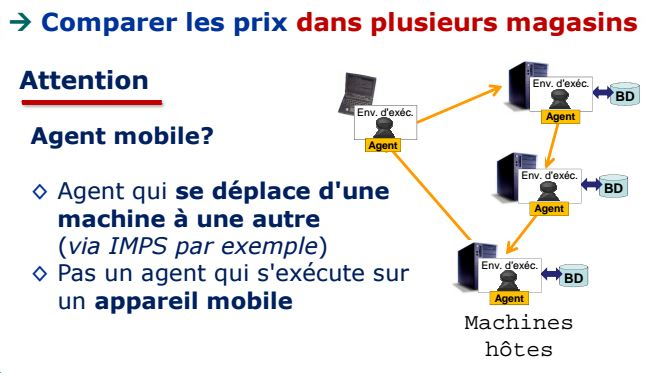 → Comparer les prix dans plusieurs magasins
Attention
Agent mobile?
◊ Agent qui se déplace d'une
machine à une autre
(via IMPS par exemple)
◊ Pas un agent qui s'exécute sur
un appareil mobile
Env. d'exéc.
Agent
Env. d'exéc.
Agent
BD
Env. d'exéc.
Agent
BD
Env. d'exéc.
Agent
BD
Machines
hôtes